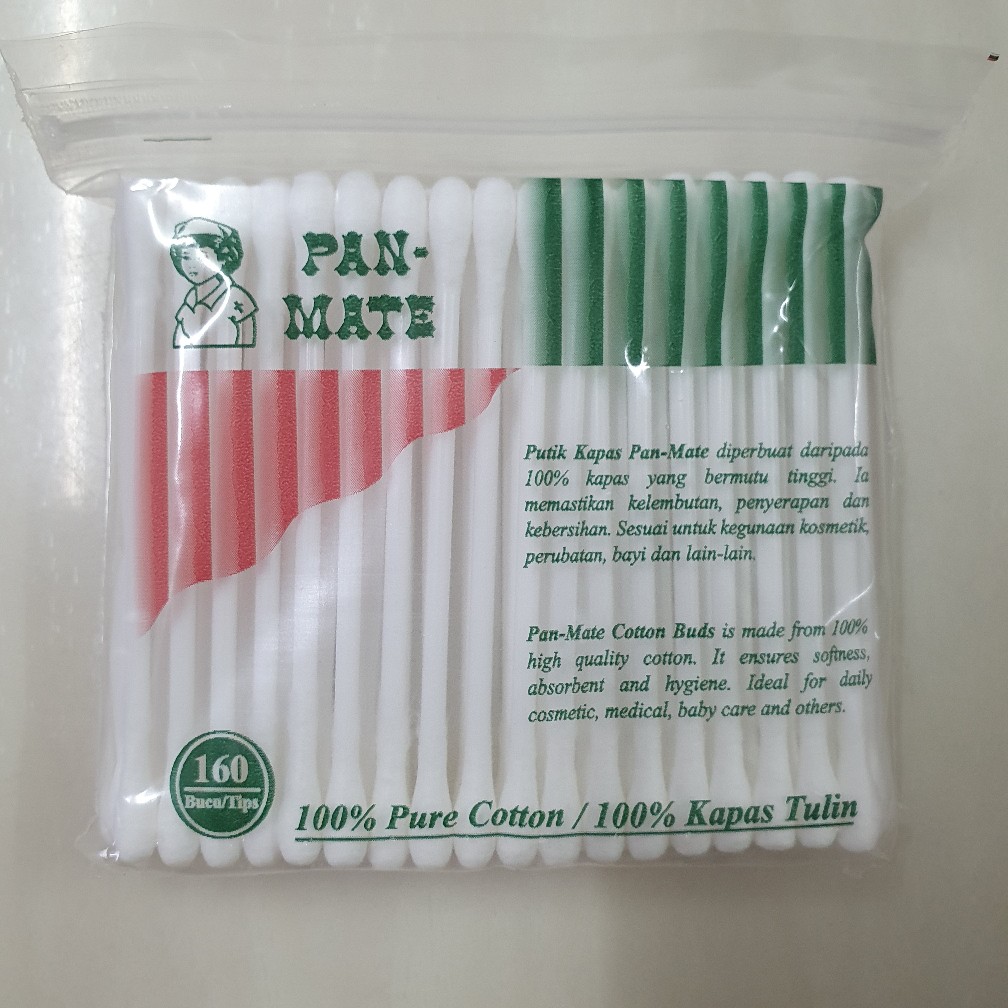 PAN-
MATE
Putik Kapas Pan-Mate diperbuat daripada
100% kapas yang bermutu tinggi. Ia
memastikan kelembutan, penyerapan dan
kebersihan. Sesuai untuk kegunaan kosmetik,
perubatan, bayi dan lain-lain.
Pan-Mate Cotton Buds is made from 100%
high quality cotton. It ensures softness,
absorbent and hygiene. Ideal for daily
cosmetic, medical, baby care and others.
160
Bucu/Tips
100% Pure Cotton / 100% Kapas Tulin